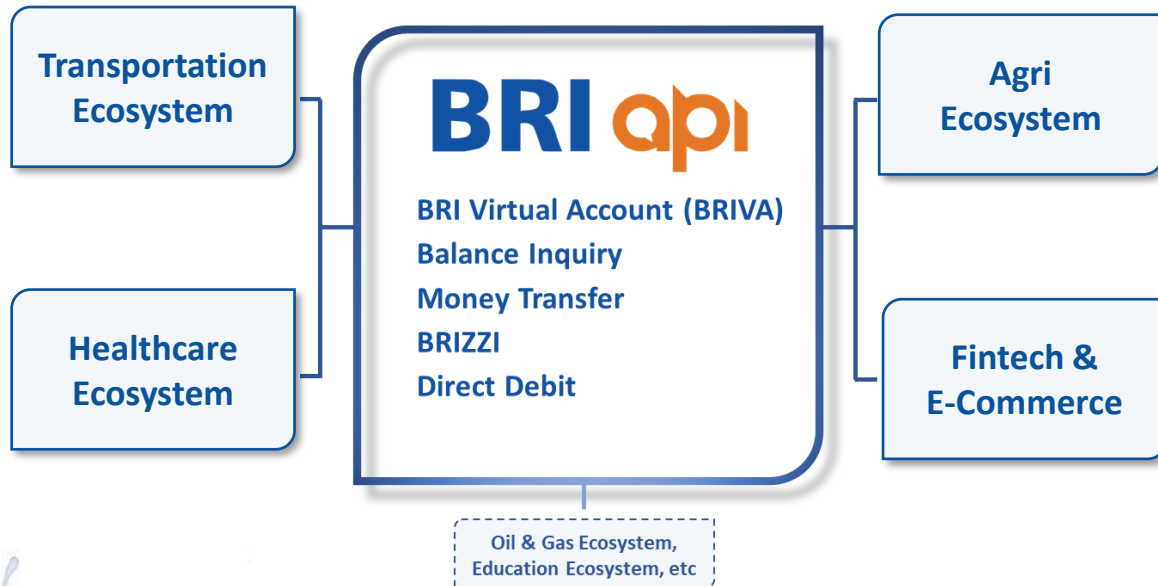 Transportation
Ecosystem
Healthcare
Ecosystem
BRI api
BRI Virtual Account (BRIVA)
Balance Inquiry
Money Transfer
BRIZZI
Direct Debit
Agri
Ecosystem
Fintech &
E-Commerce
Oil & Gas Ecosystem,
Education Ecosystem, etc